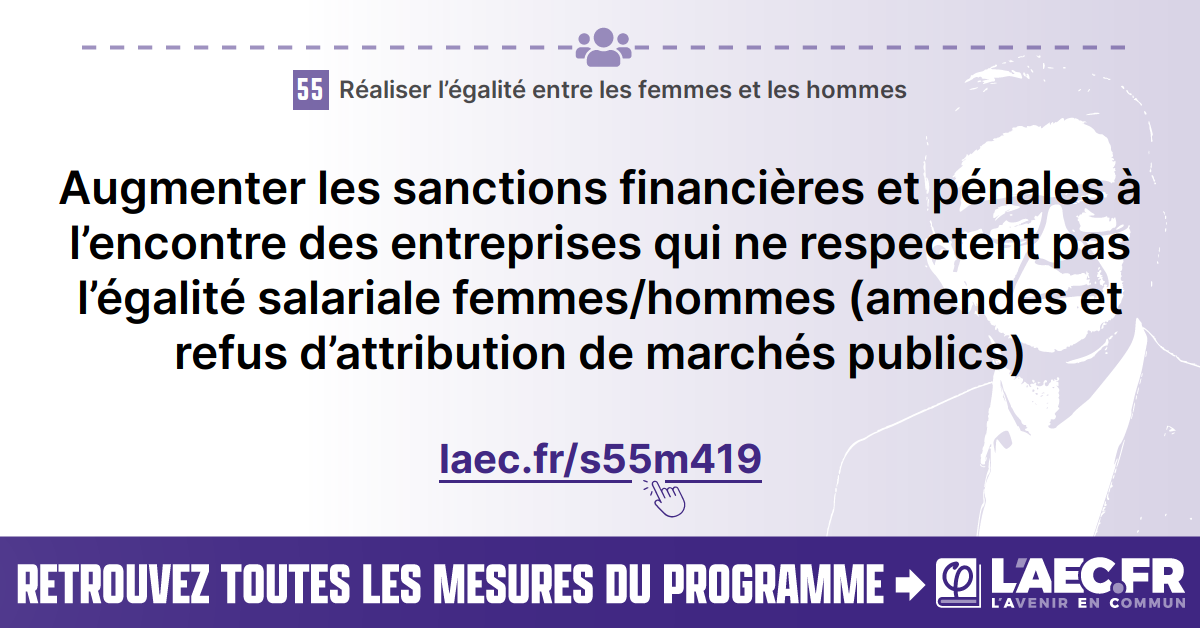 55 Réaliser l’égalité entre les femmes et les hommes
Augmenter les sanctions financières et pénales à
l’encontre des entreprises qui ne respectent pas
l’égalité salariale femmes/hommes (amendes et
refus d’attribution de marchés publics)
laec.fr/s55m419
RETROUVEZ TOUTES LES MESURES DU PROGRAMME
φ L'AEC.FR
L'AVENIR EN COMMUN